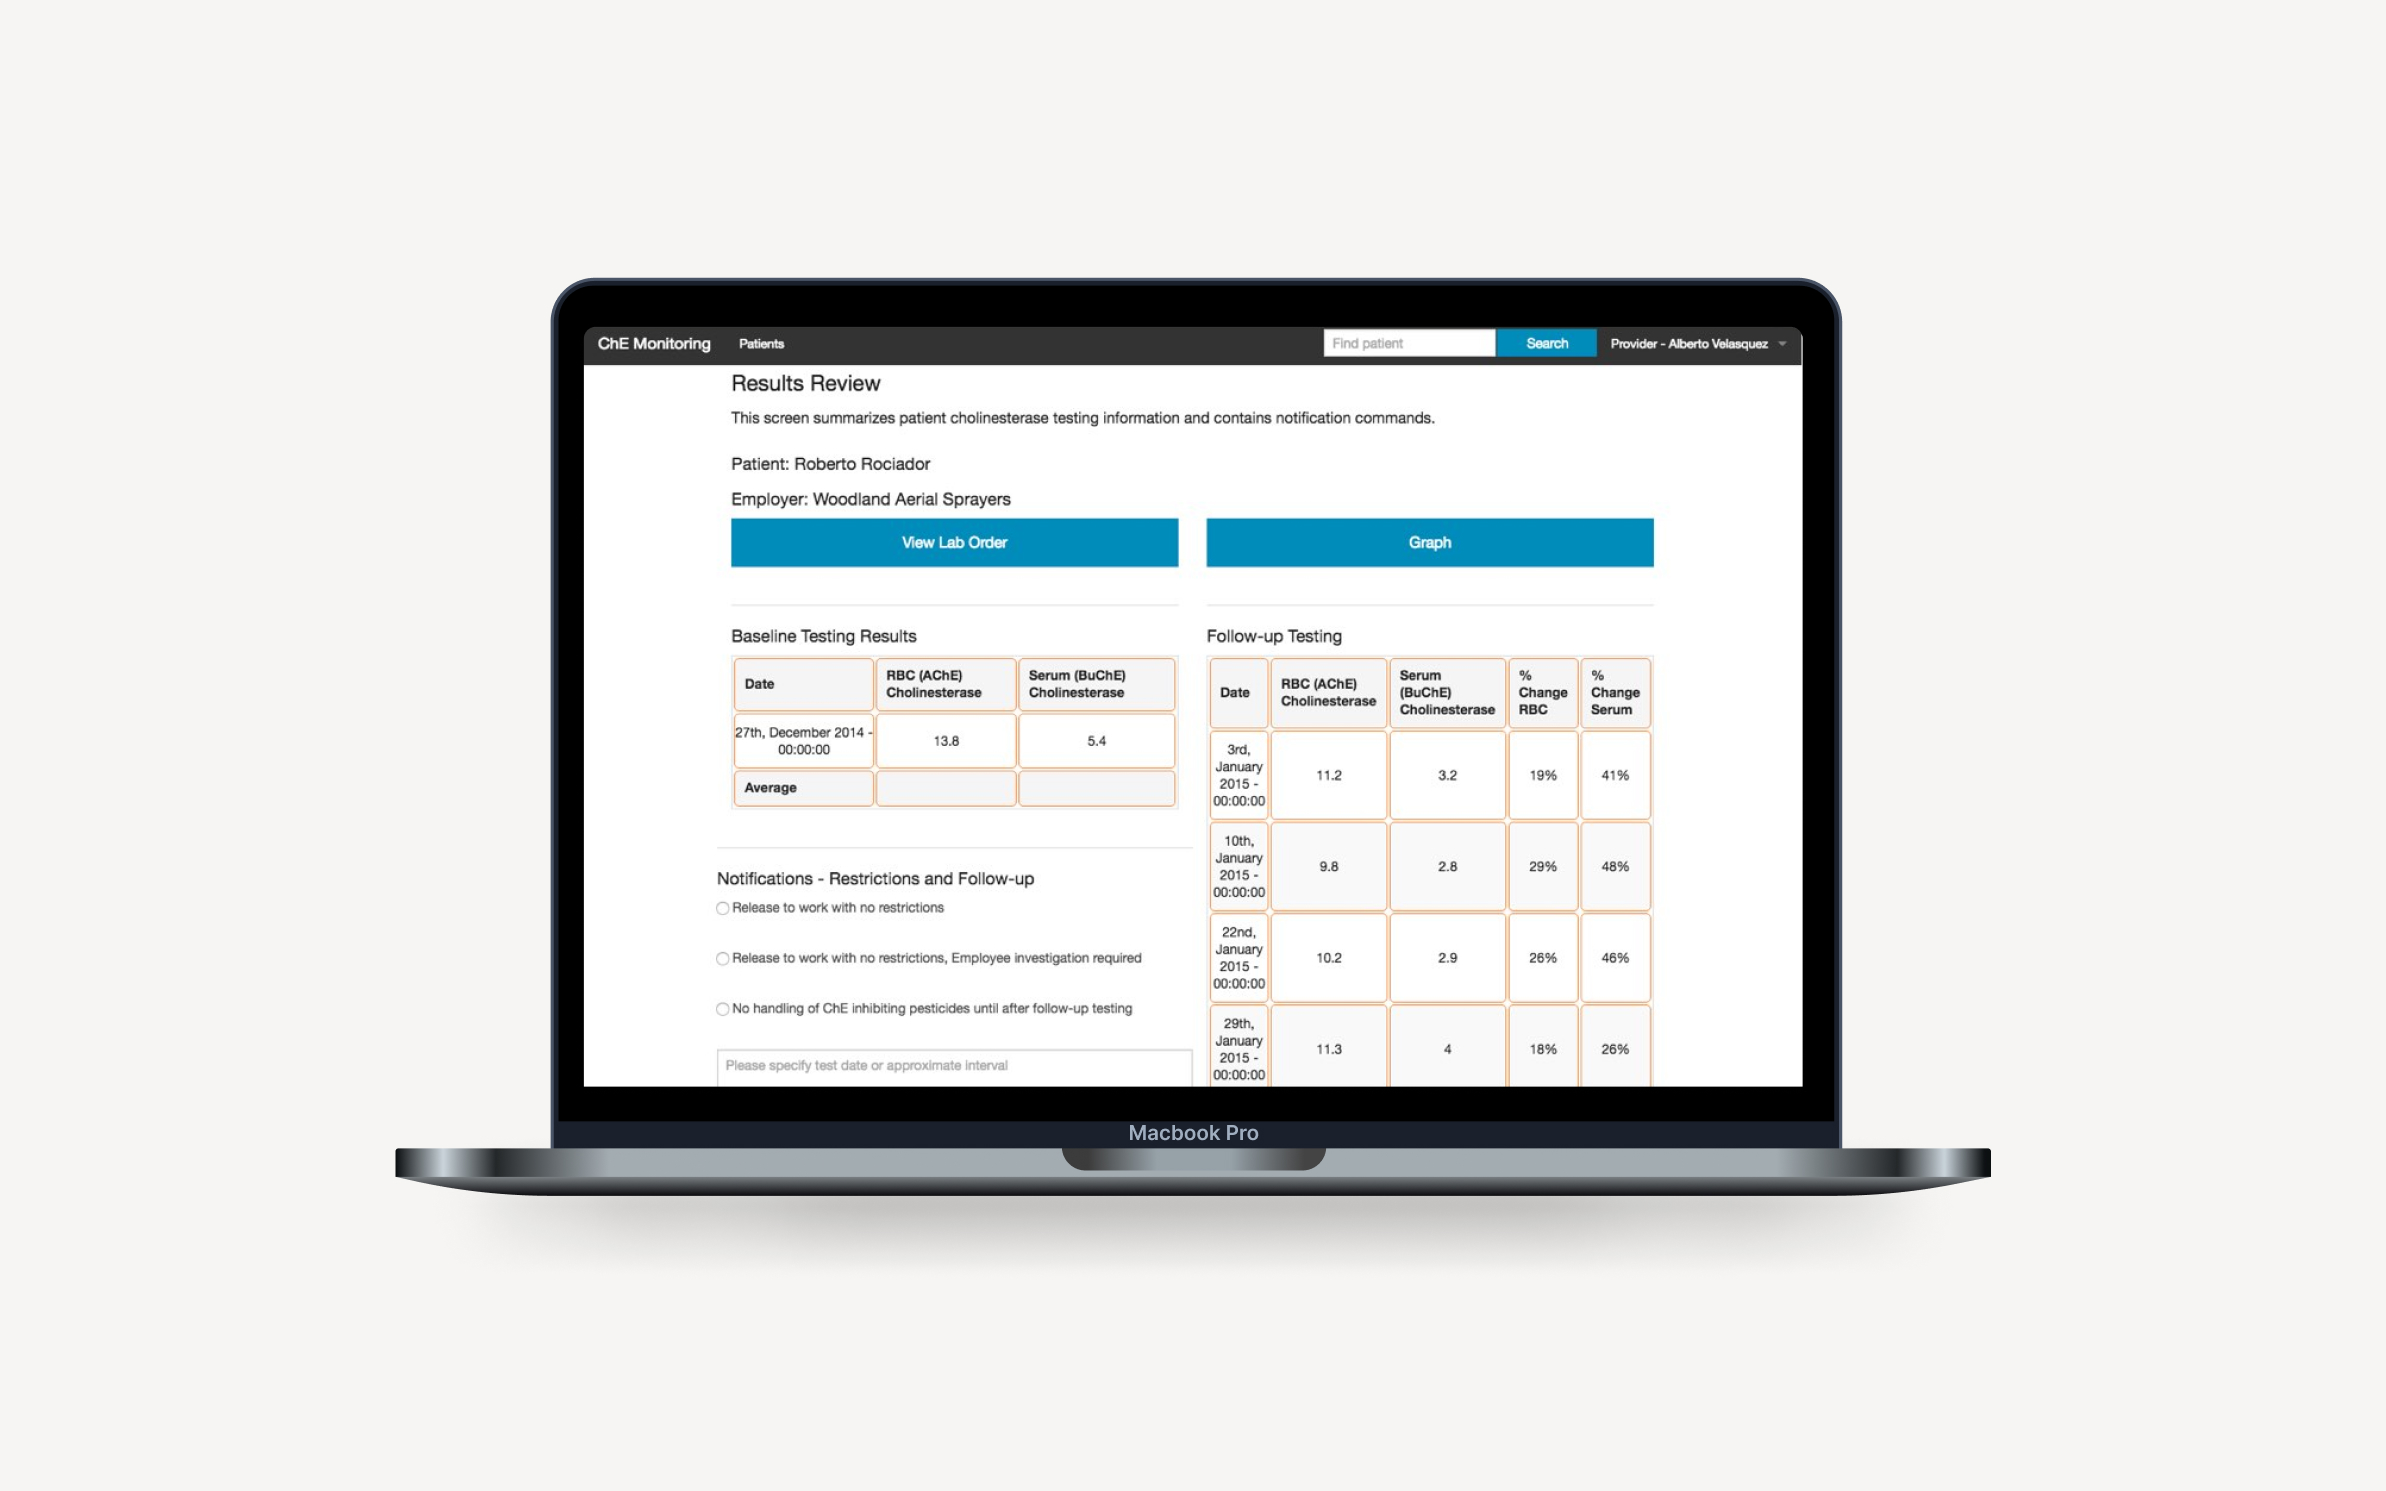 ChE Monitoring
Patients
Find patient
Search
Provider - Alberto Velasquez
Results Review
This screen summarizes patient cholinesterase testing information and contains notification commands.
Patient: Roberto Rociador
Employer: Woodland Aerial Sprayers
View Lab Order
Graph
Baseline Testing Results
Date
RBC (AChE)
Cholinesterase
Serum (BuChE)
Cholinesterase
27th, December 2014 -
00:00:00
13.8
5.4
Average
Notifications - Restrictions and Follow-up
Release to work with no restrictions
Release to work with no restrictions, Employee investigation required
No handling of ChE inhibiting pesticides until after follow-up testing
Please specify test date or approximate interval
Follow-up Testing
Date
RBC (AChE)
Cholinesterase
Serum
(BuChE)
Cholinesterase
%
Change
RBC
%
Change
Serum
3rd,
January
2015 -
00:00:00
11.2
3.2
19%
41%
10th,
January
2015 -
00:00:00
9.8
2.8
29%
48%
22nd,
January
2015 -
00:00:00
10.2
2.9
26%
46%
29th,
January
2015 -
00:00:00
11.3
4
18%
26%
Macbook Pro